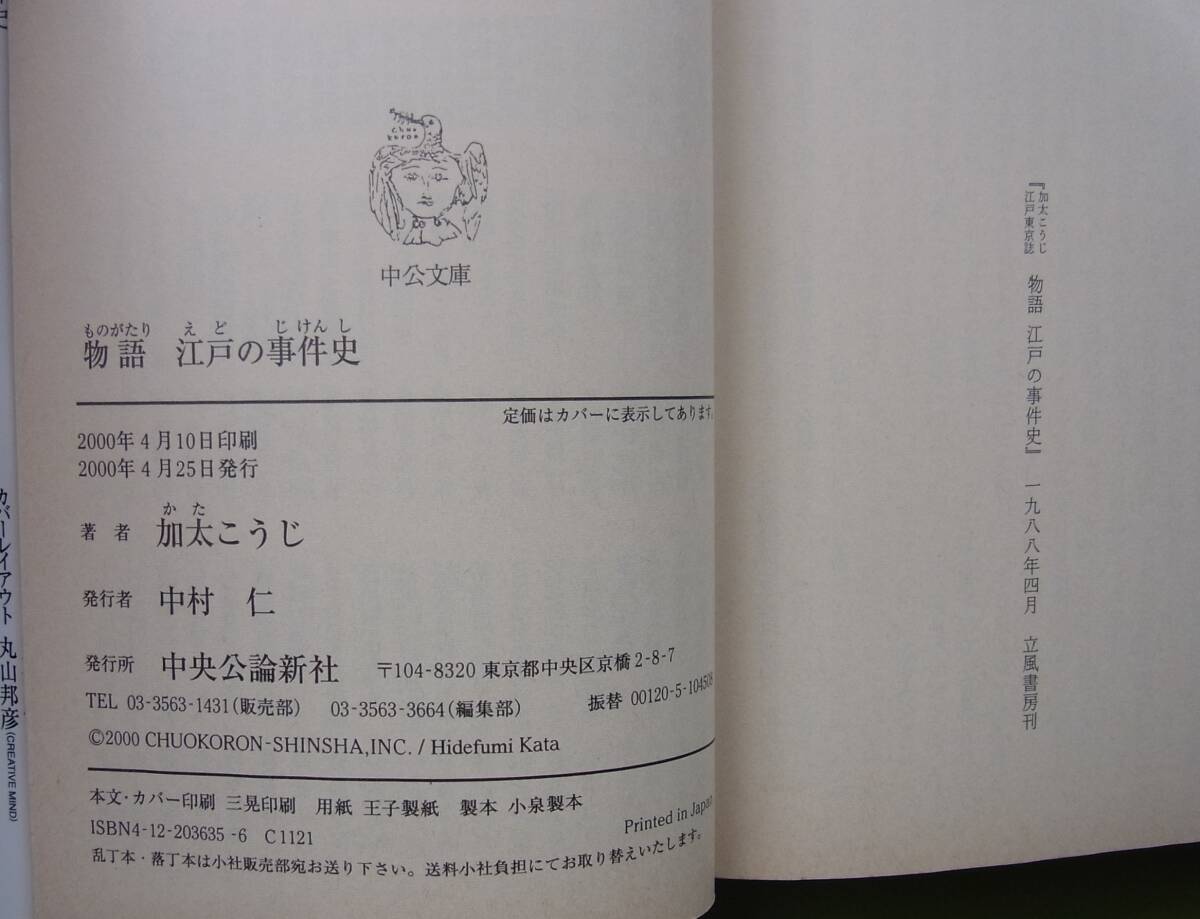 Chuo
koron
中公文庫
ものがたり えど じけんし
物語 江戸の事件史
定価はカバーに表示してあります。
2000年4月10日印刷
2000年4月25日発行
かた
著者 加太こうじ
発行者 中村 仁
発行所 中央公論新社 〒104-8320 東京都中央区京橋2-8-7
TEL 03-3563-1431(販売部) 03-3563-3664(編集部) 振替 00120-5-104508
©2000 CHUOKORON-SHINSHA,INC. / Hidefumi Kata
本文・カバー印刷 三晃印刷 用紙 王子製紙 製本 小泉製本
ISBN4-12-203635-6 C1121 Printed in Japan
乱丁本・落丁本は小社販売部宛お送り下さい。送料小社負担にてお取り替えいたします。
『加太こうじ
江戸東京誌 物語 江戸の事件史』 一九八八年四月 立風書房刊
カバーレイアウト 丸山邦彦(CREATIVE MIND)